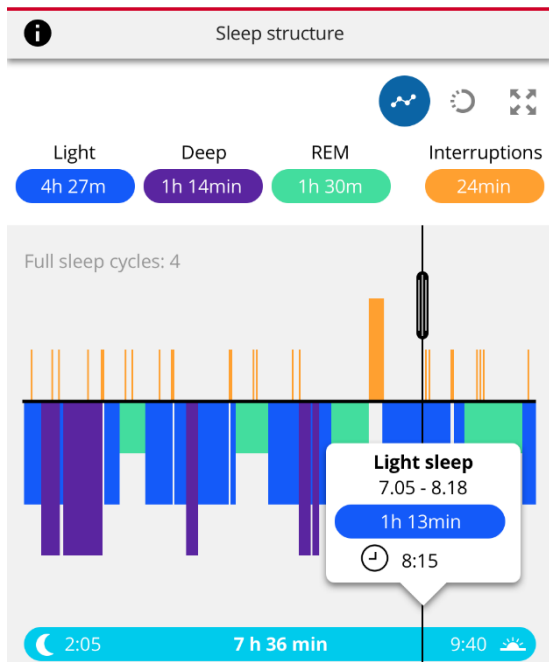 Sleep structure
Light Deep REM Interruptions
4h 27m 1h 14min 1h 30m 24min
Full sleep cycles: 4
Light sleep
7.05 - 8.18
1h 13min
8:15
2:05 7 h 36 min 9:40